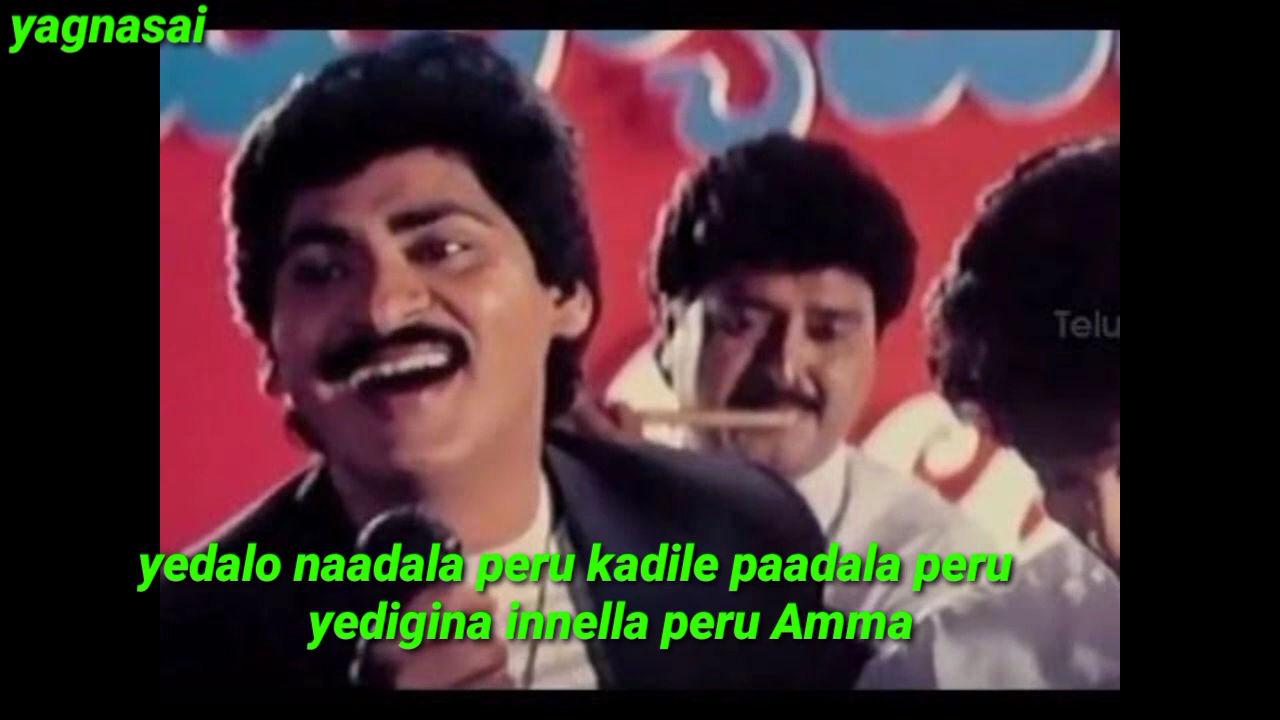 yagnasai
Telu
yedalo naadala peru kadile paadala peru
yedigina innella peru Amma